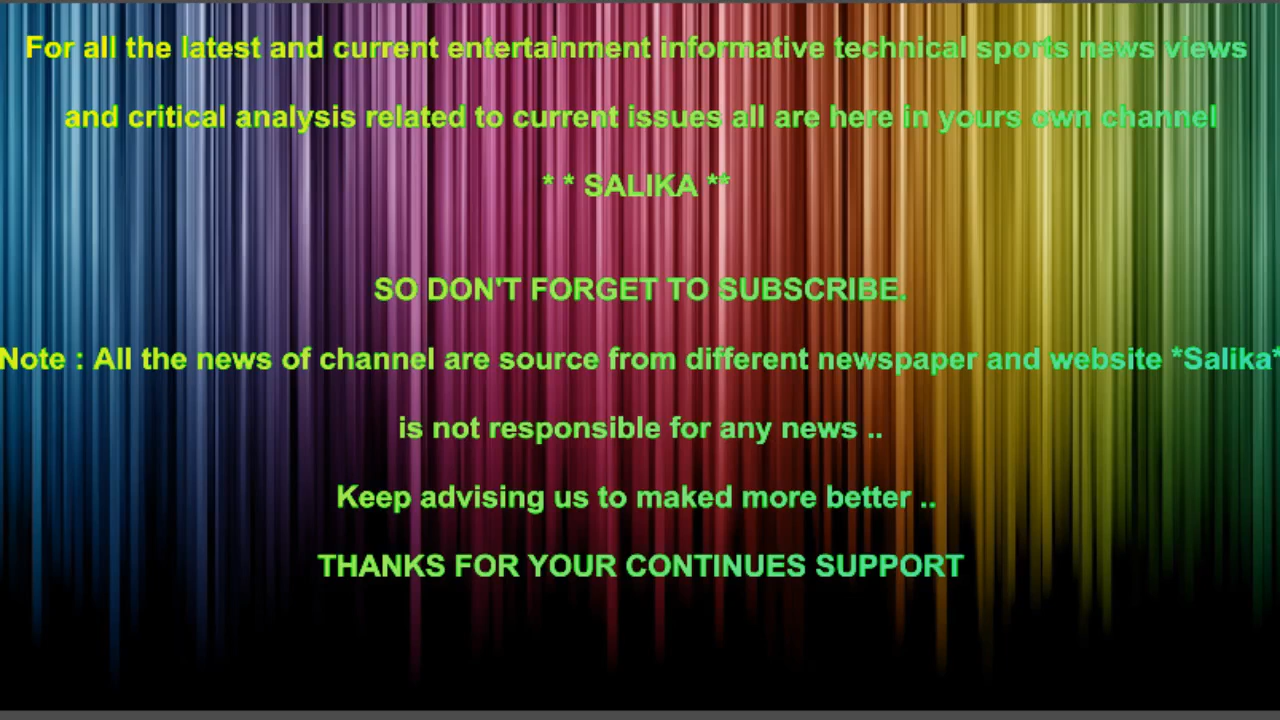 For all the latest and current entertainment informative technical sports news views
and critical analysis related to current issues all are here in yours own channel
* * SALIKA **
SO DON'T FORGET TO SUBSCRIBE.
Note : All the news of channel are source from different newspaper and website *Salika*
is not responsible for any news ..
Keep advising us to maked more better ..
THANKS FOR YOUR CONTINUES SUPPORT